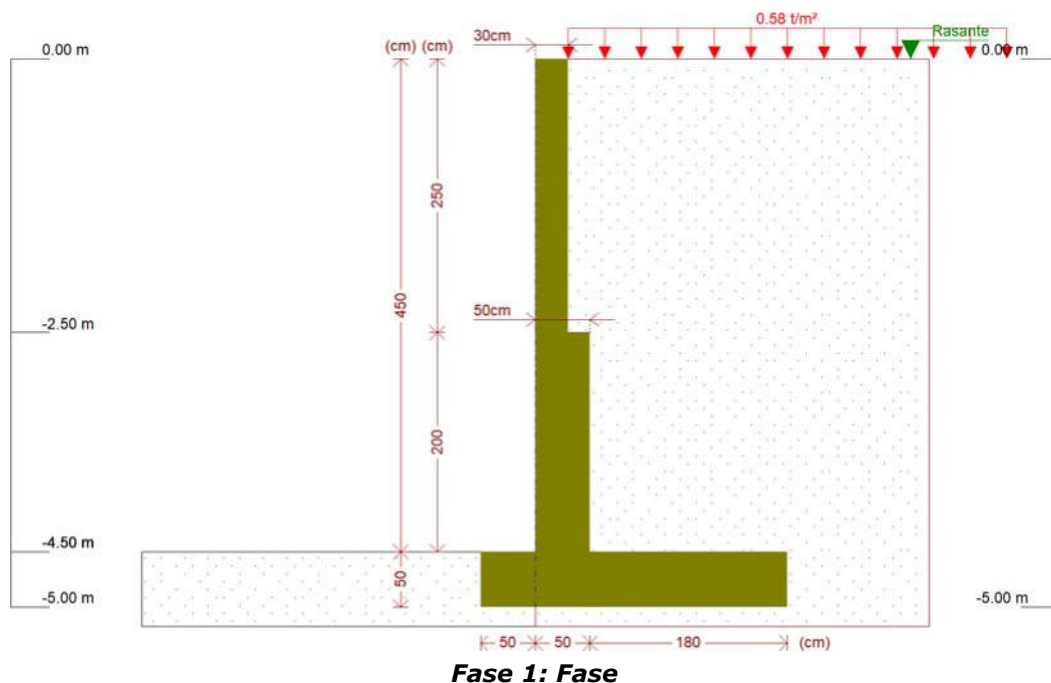 0.58 t/m²
30cm
Rasante
0.00 m
(cm) (cm)
0.00 m
250
50cm
450
-2.50 m
200
-4.50 m
50
-5.00 m
-5.00 m
50 50 180 (cm)
Fase 1: Fase